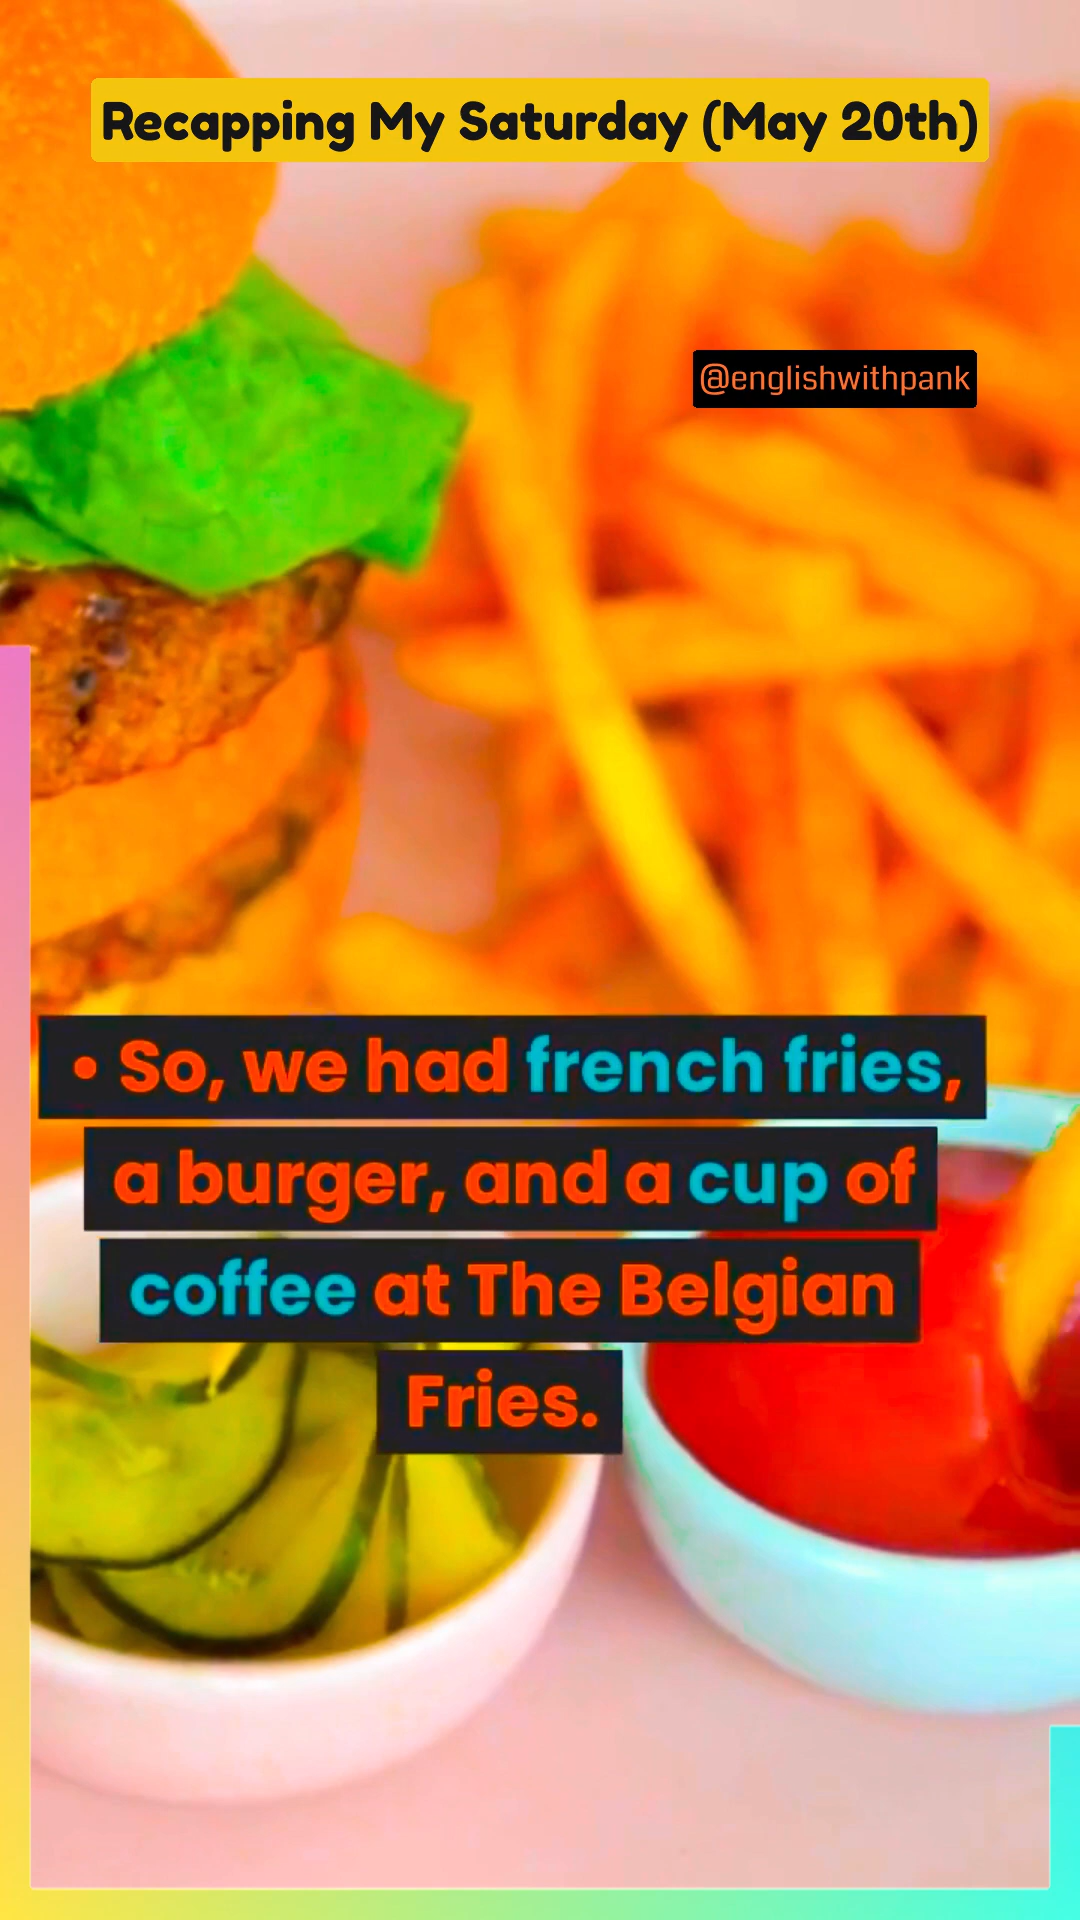 Recapping My Saturday (May 20th)
@englishwithpank
• So, we had french fries,
a burger, and a cup of
coffee at The Belgian
Fries.